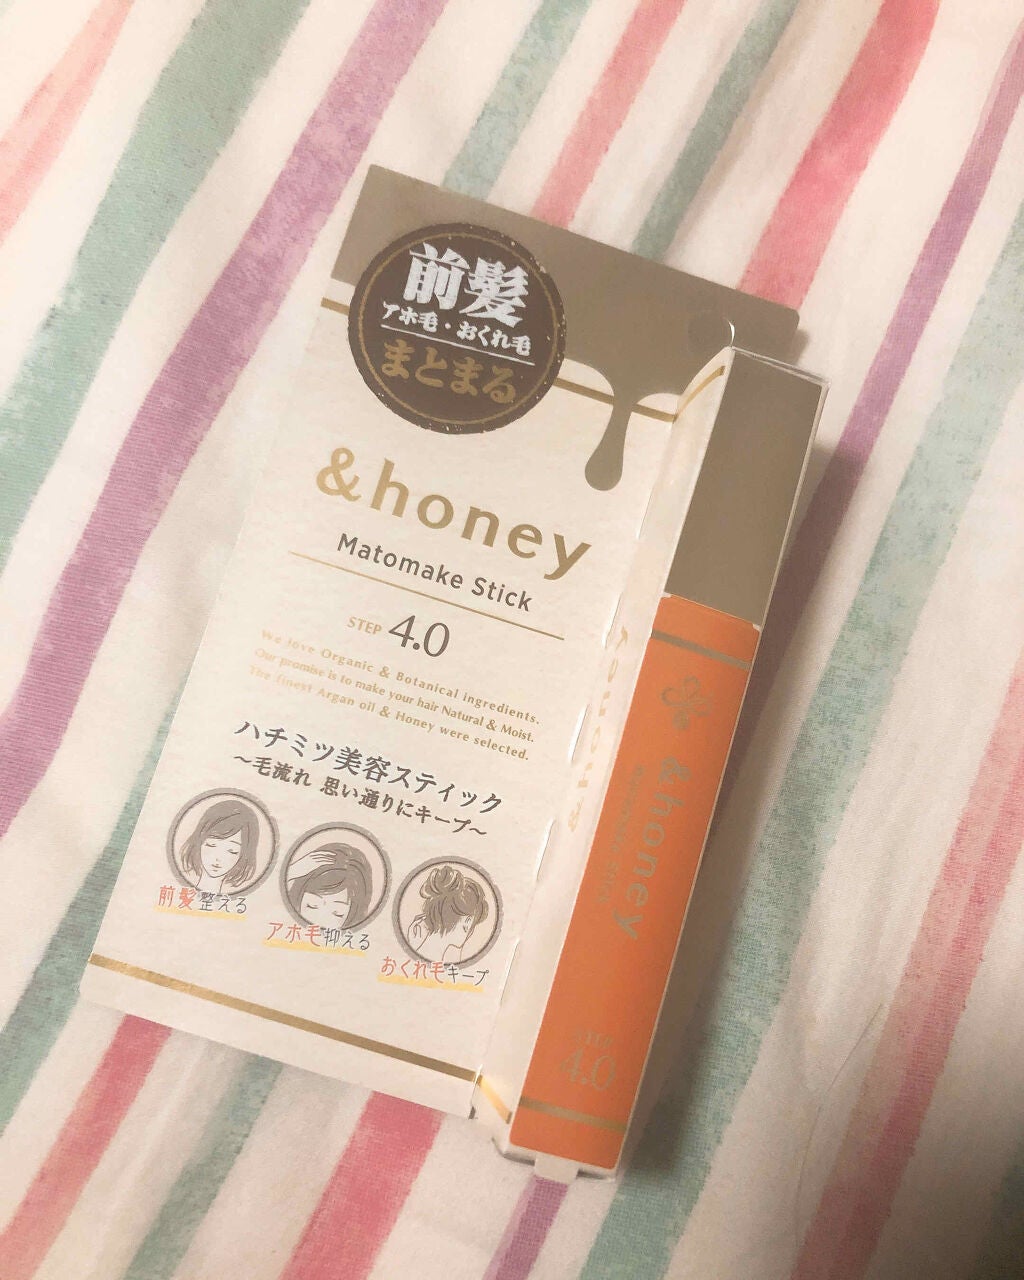 前髪
アホ毛・おくれ毛
まとまる
&honey
Matomake Stick
STEP 4.0
We love Organic & Botanical ingredients.
Our promise is to make your hair Natural & Moist.
The finest Argan oil & Honey were selected.
ハチミツ美容スティック
〜毛流れ 思い通りにキープ〜
前髪整える
アホ毛抑える
おくれ毛キープ
&honey
STEP
4.0